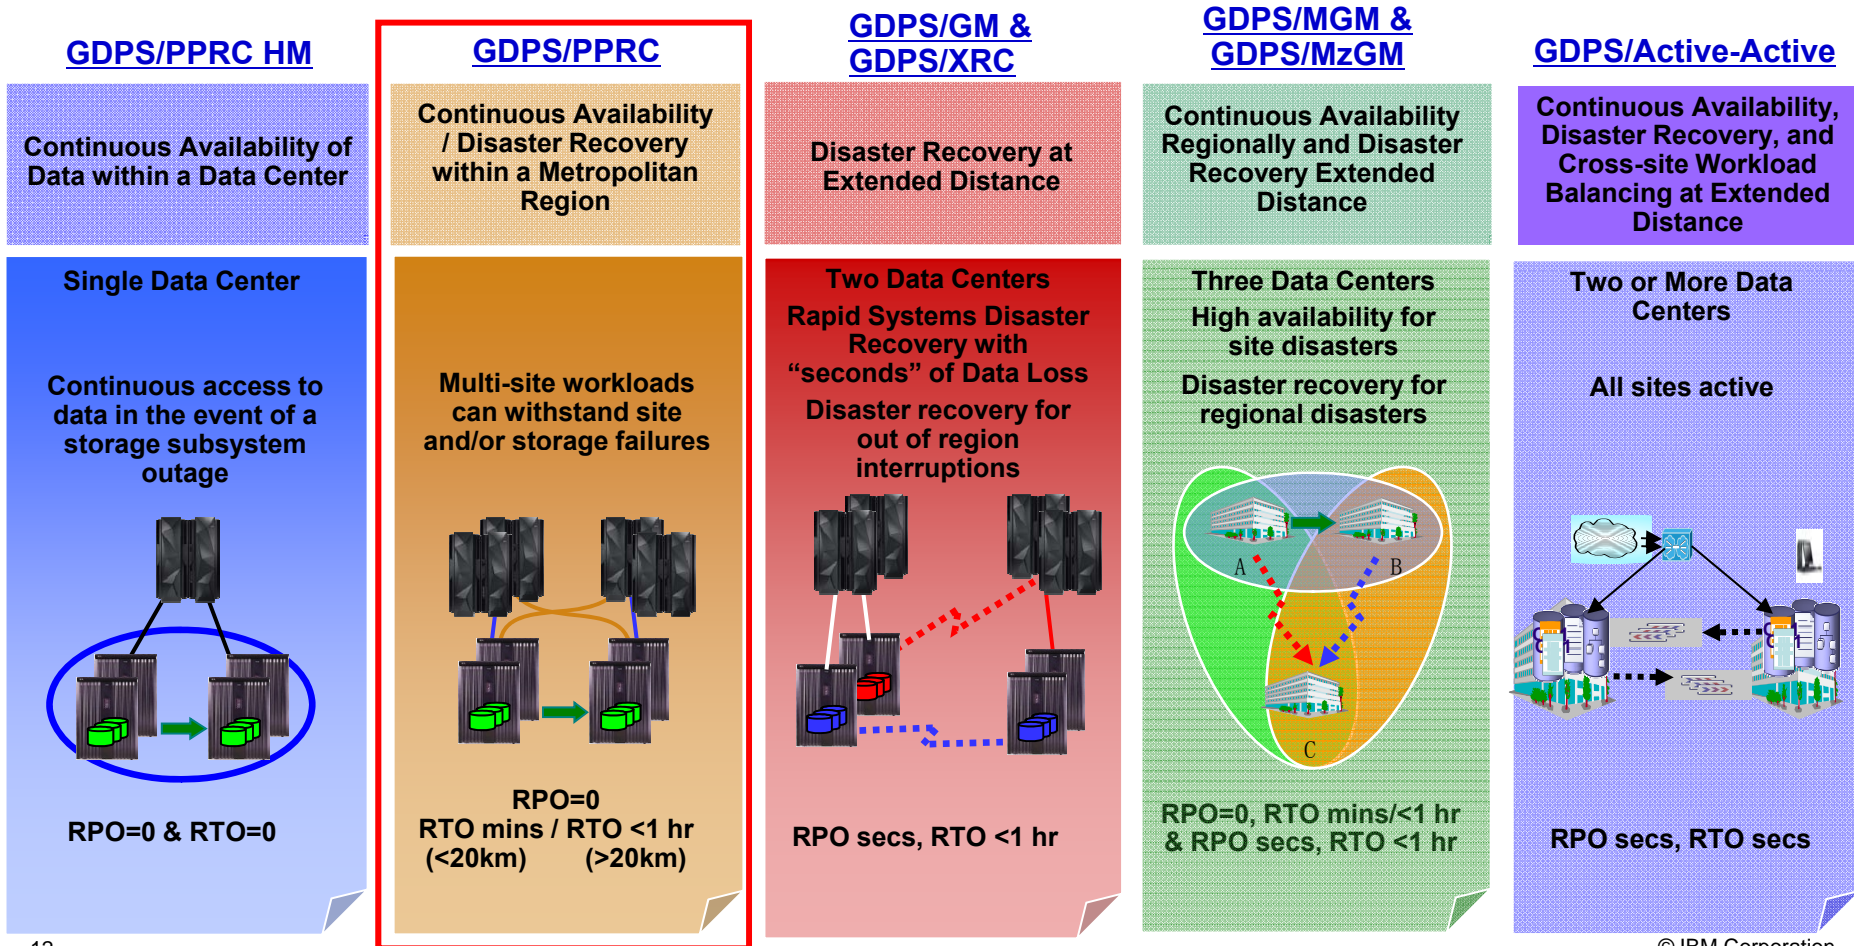 GDPS/PPRC HM
Continuous Availability of
Data within a Data Center
Single Data Center
Continuous access to
data in the event of a
storage subsystem
outage
RPO=0 & RTO=0
GDPS/PPRC
Continuous Availability
/ Disaster Recovery
within a Metropolitan
Region
Multi-site workloads
can withstand site
and/or storage failures
RPO=0
RTO mins / RTO <1 hr
(<20km) (>20km)
GDPS/GM &
GDPS/XRC
Disaster Recovery at
Extended Distance
Two Data Centers
Rapid Systems Disaster
Recovery with
“seconds” of Data Loss
Disaster recovery for
out of region
interruptions
RPO secs, RTO <1 hr
GDPS/MGM &
GDPS/MzGM
Continuous Availability
Regionally and Disaster
Recovery Extended
Distance
Three Data Centers
High availability for
site disasters
Disaster recovery for
regional disasters
A
B
C
RPO=0, RTO mins/<1 hr
& RPO secs, RTO <1 hr
GDPS/Active-Active
Continuous Availability,
Disaster Recovery, and
Cross-site Workload
Balancing at Extended
Distance
Two or More Data
Centers
All sites active
RPO secs, RTO secs
© IBM Corporation